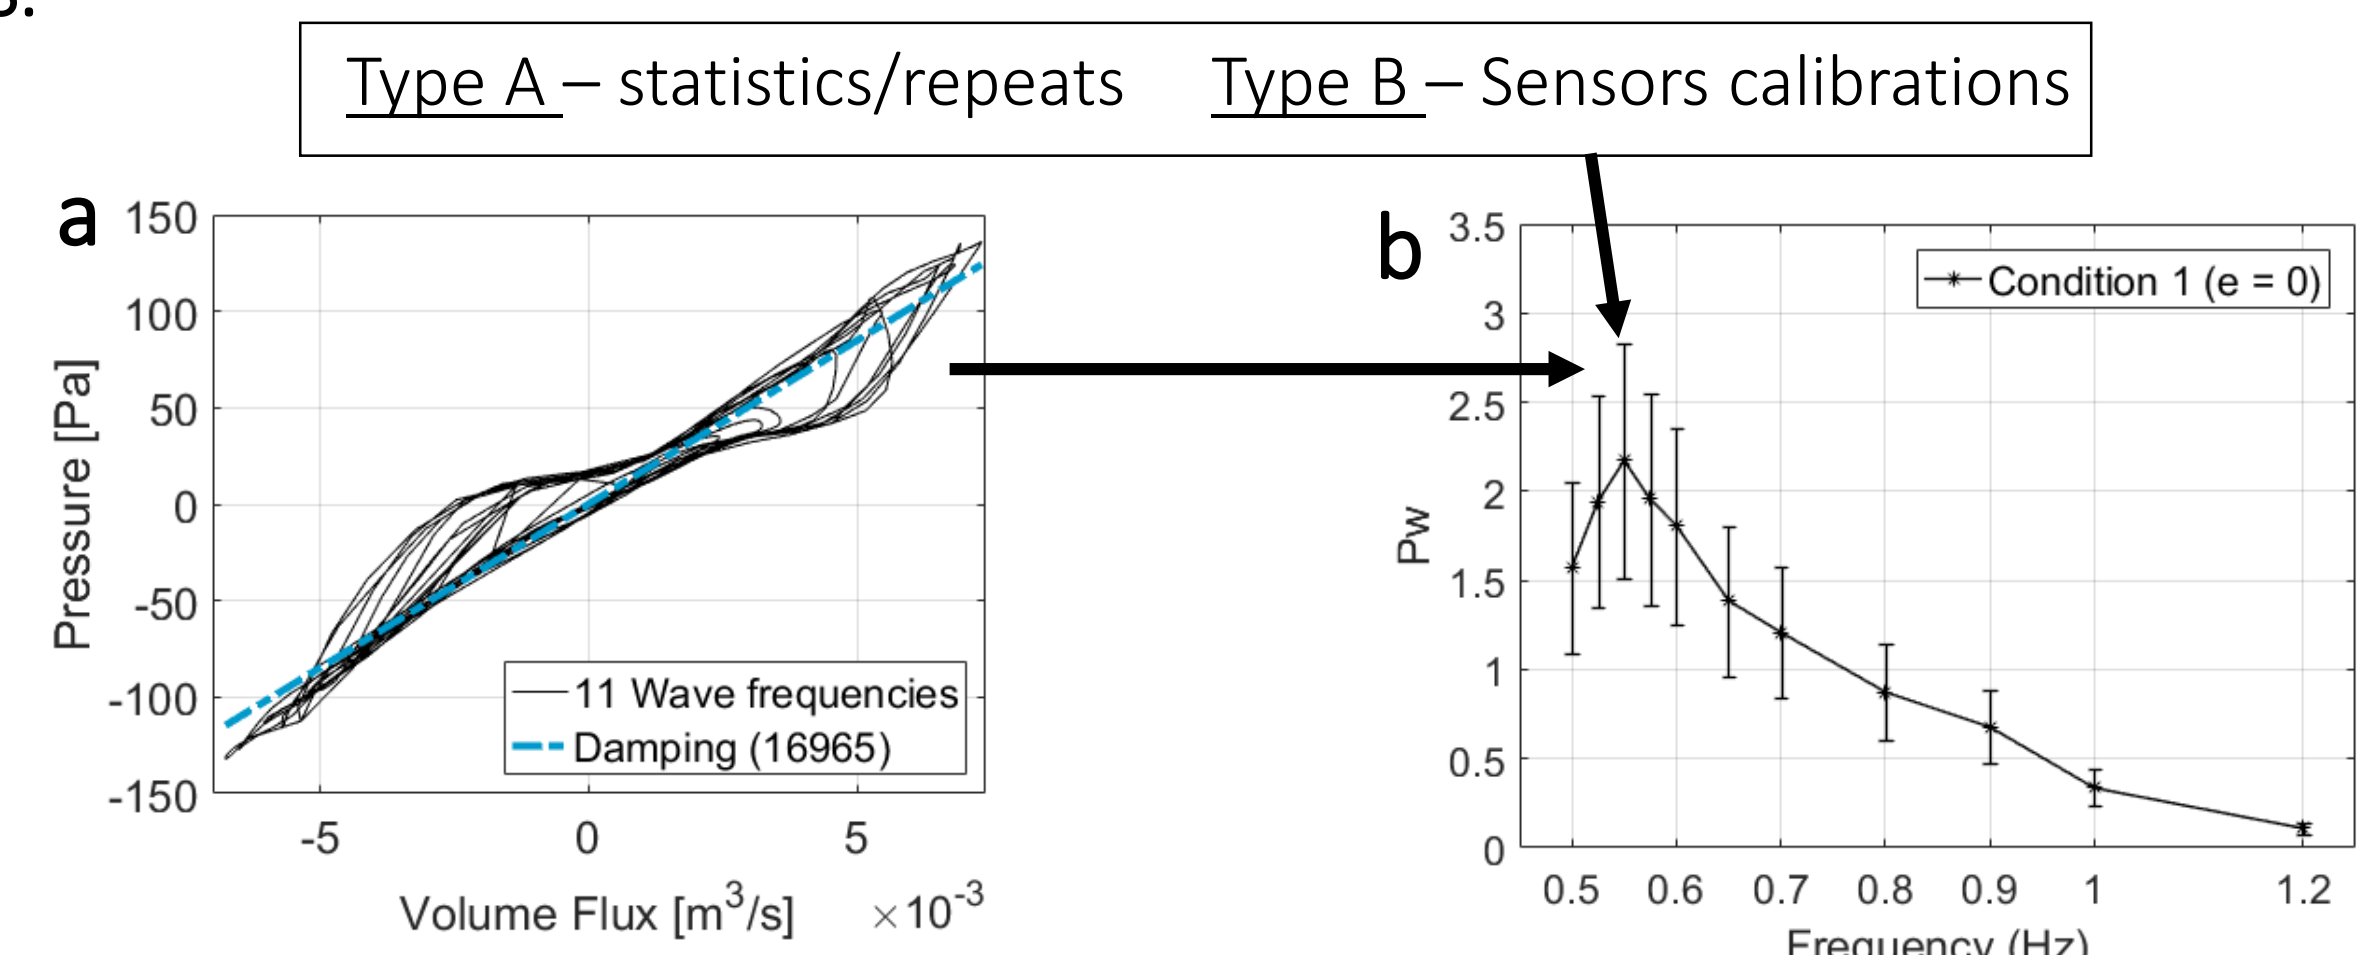 Type A – statistics/repeats Type B – Sensors calibrations
a
150
100
50
0
-50
-100
-150
Pressure [Pa]
11 Wave frequencies
Damping (16965)
-5 0 5
Volume Flux [m³/s] ×10⁻³
b
3.5
3
2.5
2
1.5
1
0.5
0
Pw
Condition 1 (e = 0)
0.5 0.6 0.7 0.8 0.9 1 1.2
Frequency (Hz)